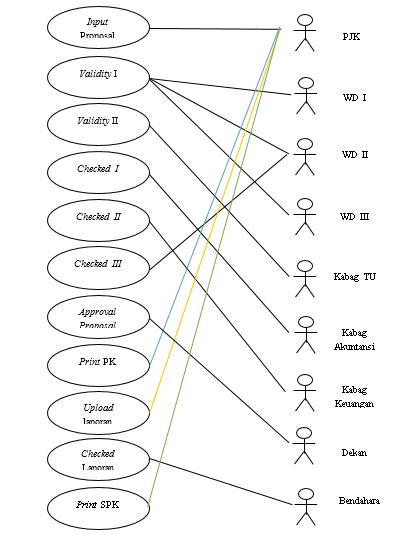 Input
Proposal
Validity I
Validity II
Checked I
Checked II
Checked III
Approval
Proposal
Print PK
Upload
laporan
Checked
Laporan
Print SPK
PJK
WD I
WD II
WD III
Kabag TU
Kabag
Akuntansi
Kabag
Keuangan
Dekan
Bendahara